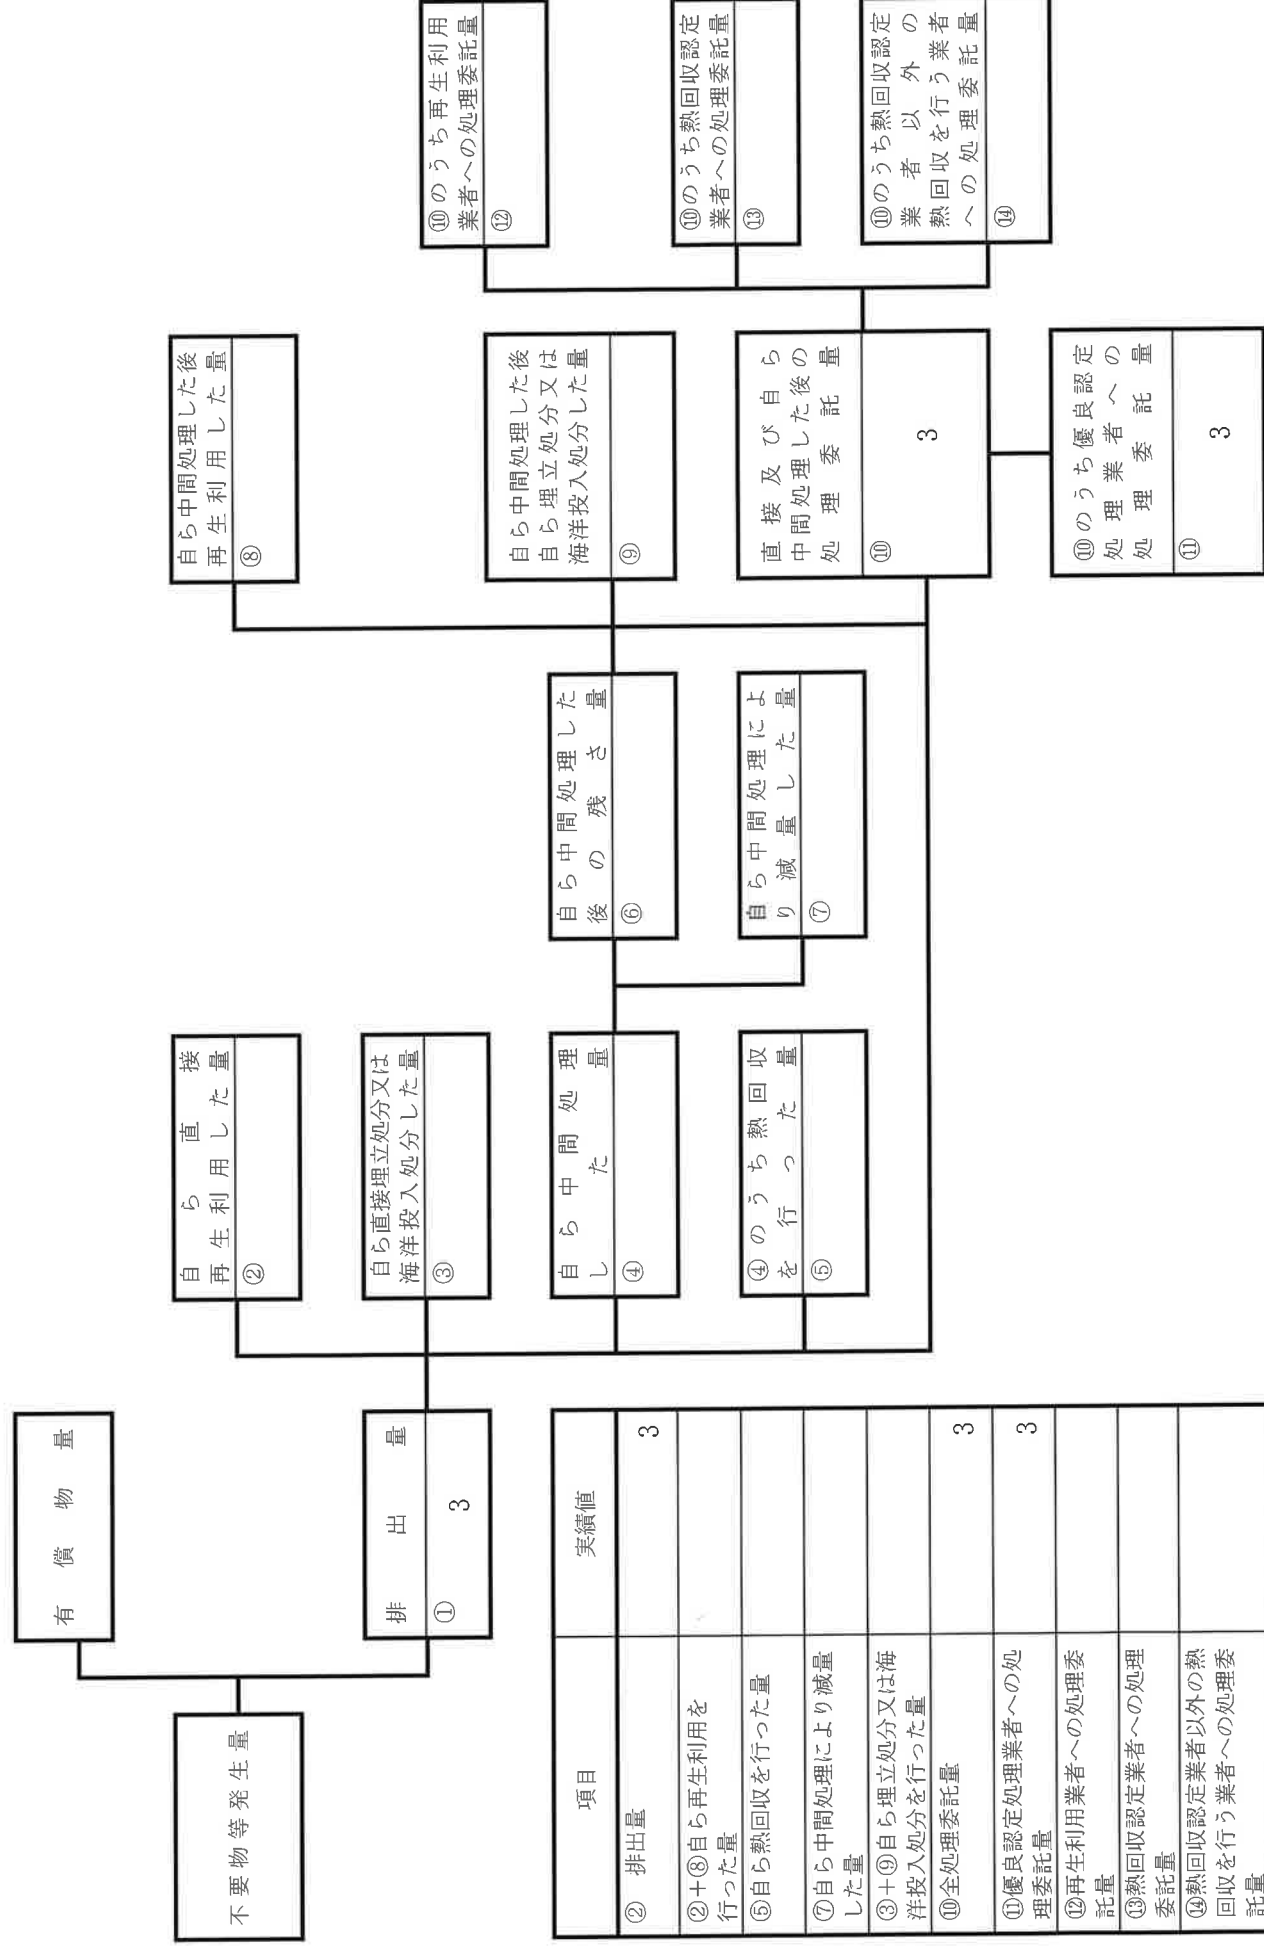 有償物量
不要物等発生量
排出量
①
3
自ら直接
再生利用した量
②
自ら直接埋立処分又は
海洋投入処分した量
③
自ら中間処理
した量
④
④のうち熱回収
を行った量
⑤
自ら中間処理した
後の残さ量
⑥
自ら中間処理によ
り減量した量
⑦
自ら中間処理した後
再生利用した量
⑧
自ら中間処理した後
自ら埋立処分又は
海洋投入処分した量
⑨
直接及び自ら
中間処理した後の
処理委託量
⑩
3
⑩のうち優良認定
処理業者への
処理委託量
⑪
3
⑩のうち再生利用
業者への処理委託量
⑫
⑩のうち熱回収認定
業者への処理委託量
⑬
⑩のうち熱回収認定
業者以外の
熱回収を行う業者
への処理委託量
⑭
項目 実績値
② 排出量 3
②+⑧自ら再生利用を
行った量
⑤自ら熱回収を行った量
⑦自ら中間処理により減量
した量
③+⑨自ら埋立処分又は海
洋投入処分を行った量
⑩全処理委託量 3
⑪優良認定処理業者への処
理委託量 3
⑫再生利用業者への処理委
託量
⑬熱回収認定業者への処理
委託量
⑭熱回収認定業者以外の熱
回収を行う業者への処理委
託量